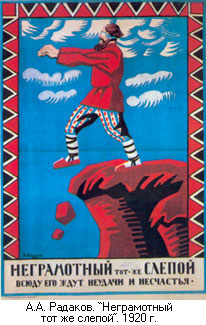 НЕГРАМОТНЫЙ ТОТ-ЖЕ СЛЕПОЙ
ВСЮДУ ЕГО ЖДУТ НЕУДАЧИ И НЕСЧАСТЬЯ.
А.А. Радаков. "Неграмотный
тот же слепой". 1920 г.